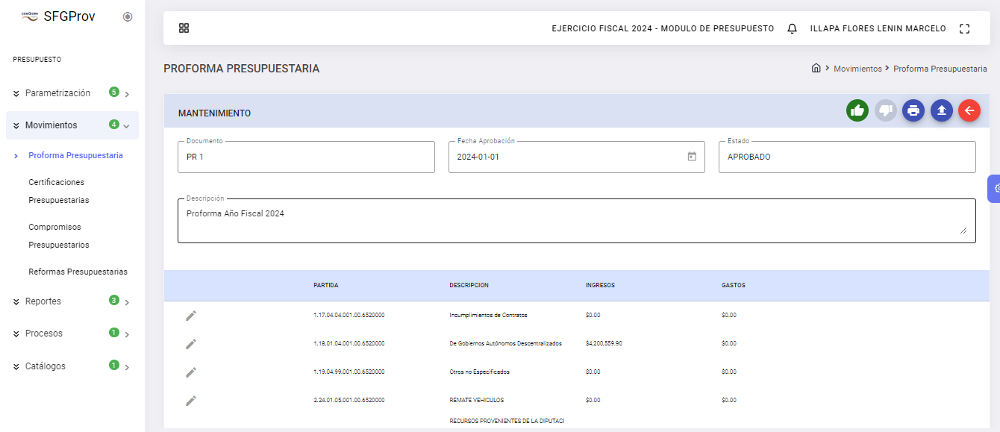 CONGOPE SFGProv
EJERCICIO FISCAL 2024 - MODULO DE PRESUPUESTO
ILLAPA FLORES LENIN MARCELO
PRESUPUESTO
Parametrización 5
Movimientos 4
Proforma Presupuestaria
Certificaciones
Presupuestarias
Compromisos
Presupuestarios
Reformas Presupuestarias
Reportes 3
Procesos 1
Catálogos 1
PROFORMA PRESUPUESTARIA
Movimientos
Proforma Presupuestaria
MANTENIMIENTO
Documento
PR 1
Fecha Aprobación
2024-01-01
Estado
APROBADO
Descripción
Proforma Año Fiscal 2024
PARTIDA DESCRIPCION INGRESOS GASTOS
1.17.04.04.001.00.6520000 Incumplimientos de Contratos $0.00 $0.00
1.18.01.04.001.00.6520000 De Gobiernos Autónomos Descentralizados $4,200,559.90 $0.00
1.19.04.99.001.00.6520000 Otros no Especificados $0.00 $0.00
2.24.01.05.001.00.6520000 REMATE VEHICULOS $0.00 $0.00
RECURSOS PROVENIENTES DE LA DIPUTACI